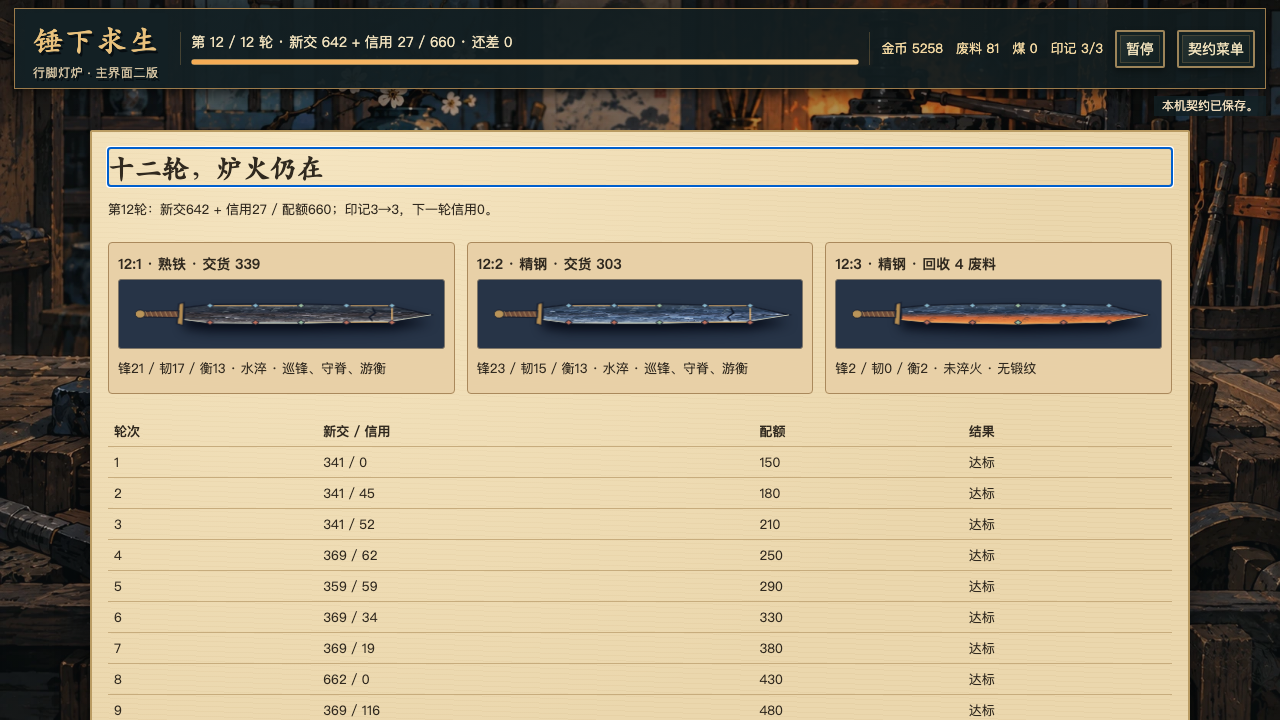 锤下求生
行脚灯炉 · 主界面二版
第 12 / 12 轮 · 新交 642 + 信用 27 / 660 · 还差 0
金币 5258 废料 81 煤 0 印记 3/3
暂停
契约菜单
本机契约已保存。
十二轮，炉火仍在
第12轮：新交642 + 信用27 / 配额660；印记3→3，下一轮信用0。
12:1 · 熟铁 · 交货 339
锋21 / 韧17 / 衡13 · 水淬 · 巡锋、守脊、游衡
12:2 · 精钢 · 交货 303
锋23 / 韧15 / 衡13 · 水淬 · 巡锋、守脊、游衡
12:3 · 精钢 · 回收 4 废料
锋2 / 韧0 / 衡2 · 未淬火 · 无锻纹
轮次 新交 / 信用 配额 结果
1 341 / 0 150 达标
2 341 / 45 180 达标
3 341 / 52 210 达标
4 369 / 62 250 达标
5 359 / 59 290 达标
6 369 / 34 330 达标
7 369 / 19 380 达标
8 662 / 0 430 达标
9 369 / 116 480 达标